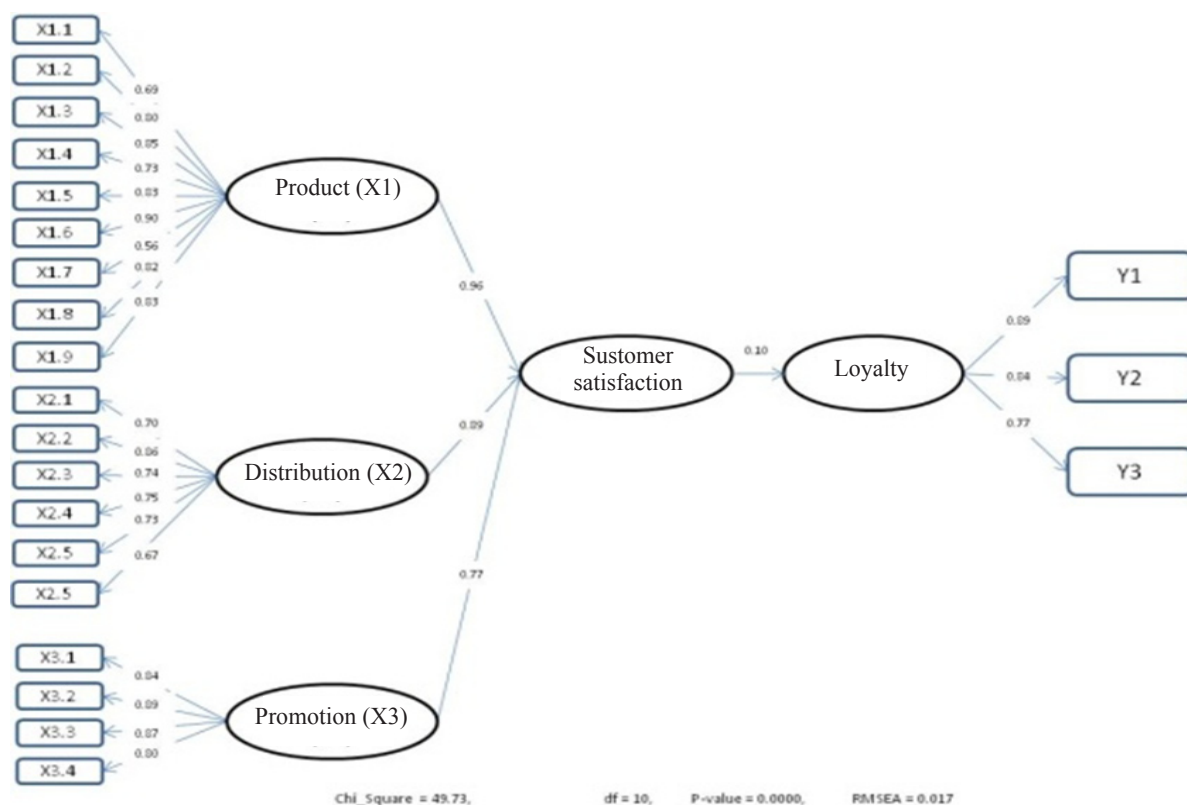 X1.1
X1.2
X1.3
X1.4
X1.5
X1.6
X1.7
X1.8
X1.9
0.69
0.80
0.85
0.73
0.83
0.90
0.56
0.82
0.83
Product (X1)
X2.1
X2.2
X2.3
X2.4
X2.5
X2.5
0.70
0.86
0.74
0.75
0.73
0.67
Distribution (X2)
X3.1
X3.2
X3.3
X3.4
0.84
0.89
0.87
0.80
Promotion (X3)
0.96
0.89
0.77
Sustomer
satisfaction
0.10
Loyalty
0.89
0.84
0.77
Y1
Y2
Y3
Chi_Square = 49.73, df = 10, P-value = 0.0000, RMSEA = 0.017